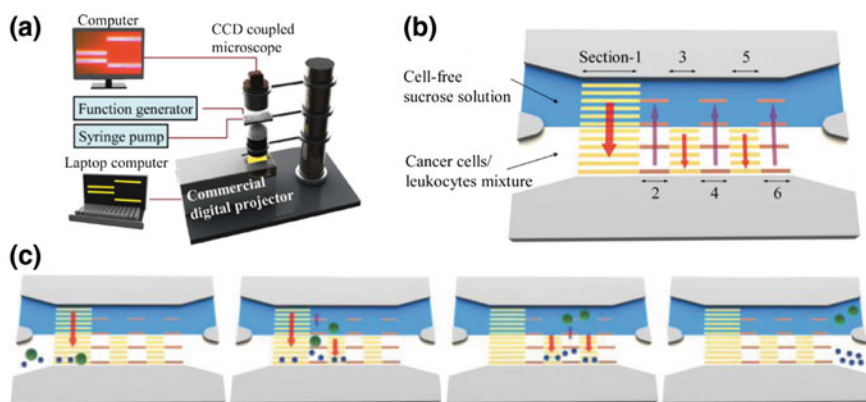 (a)
Computer
CCD coupled
microscope
Function generator
Syringe pump
Laptop computer
Commercial
digital projector
(b)
Section-1
3
5
Cell-free
sucrose solution
Cancer cells/
leukocytes mixture
2
4
6
(c)